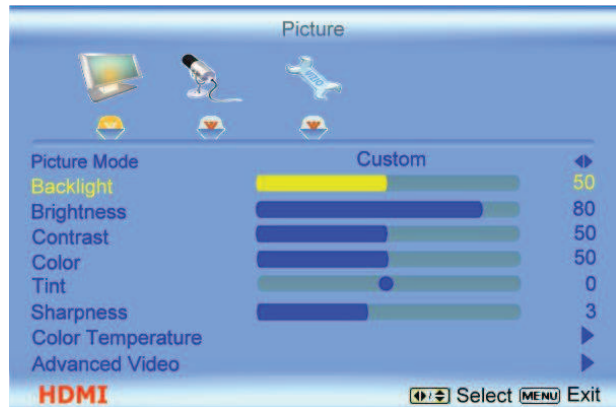 Picture
Picture Mode Custom
Backlight 50
Brightness 80
Contrast 50
Color 50
Tint 0
Sharpness 3
Color Temperature
Advanced Video
HDMI Select MENU Exit